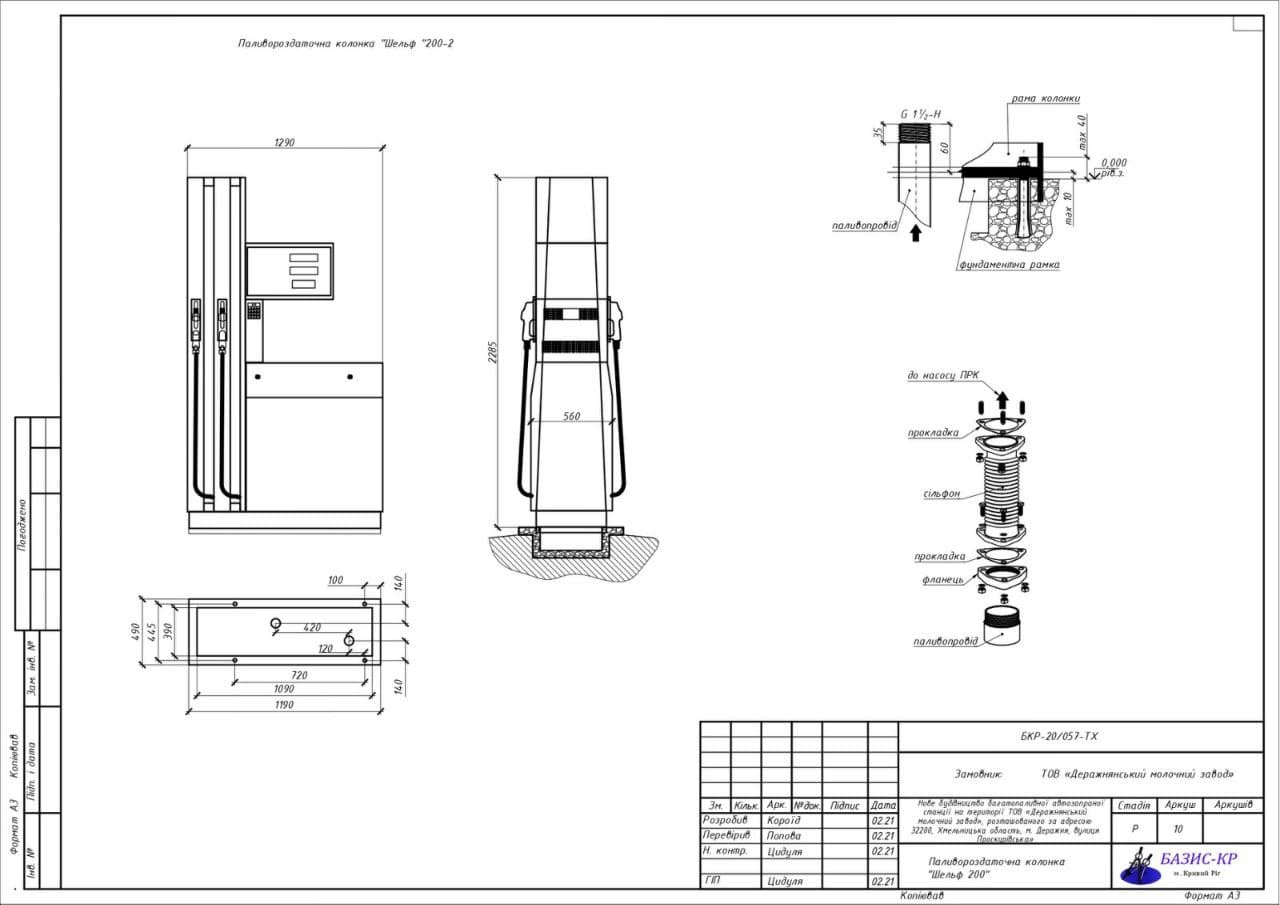 Паливороздаточна колонка "Шельф "200-2
1290
2285
560
100
140
490
445
390
420
120
720
1090
1190
140
рама колонки
G 1½-Н
35
60
max 40
0,000
рів.з.
max 10
паливопровід
фундаментна рамка
до насосу ПРК
прокладка
сільфон
прокладка
фланець
паливопровід
Погоджено
Зам. інв. №
Підп. і дата
Інв. №
Формат А3 Копіював
БКР-20/057-ТХ
Замовник: ТОВ «Деражнянський молочний завод»
Зм. Кільк. Арк. №док. Підпис Дата
Розробив Короїд 02.21
Перевірив Попова 02.21
Н. контр. Цидуля 02.21
ГІП Цидуля 02.21
Нове будівництво багатопаливної автозапраної
станції на території ТОВ «Деражнянський
молочний завод», розташованого за адресою
32200, Хмельницька область, м. Деражня, вулиця
Проскурівська»
Стадія Аркуш Аркушів
Р 10
Паливороздаточна колонка
"Шельф 200"
БАЗИС-КР
м. Кривий Ріг
Копіював Формат А3